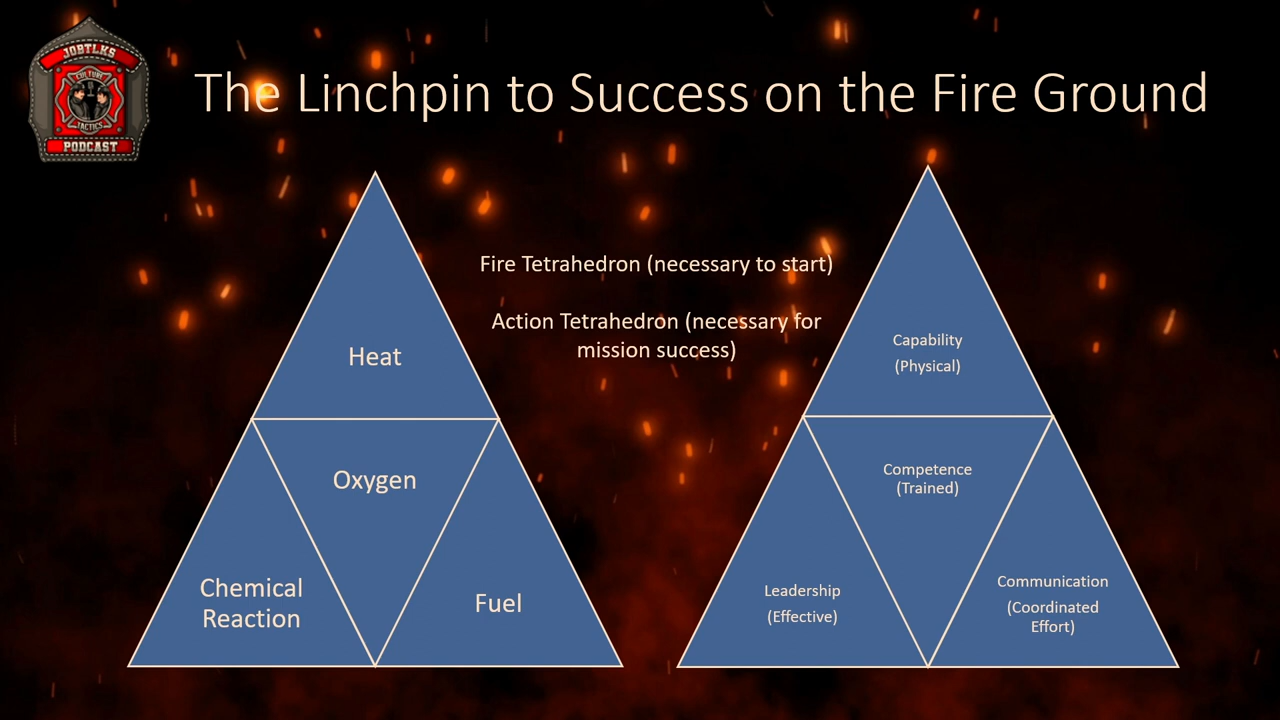 JOBTLKS
CULTURE
TACTICS
PODCAST
The Linchpin to Success on the Fire Ground
Fire Tetrahedron (necessary to start)
Action Tetrahedron (necessary for
mission success)
Heat
Oxygen
Chemical
Reaction
Fuel
Capability
(Physical)
Competence
(Trained)
Leadership
(Effective)
Communication
(Coordinated
Effort)